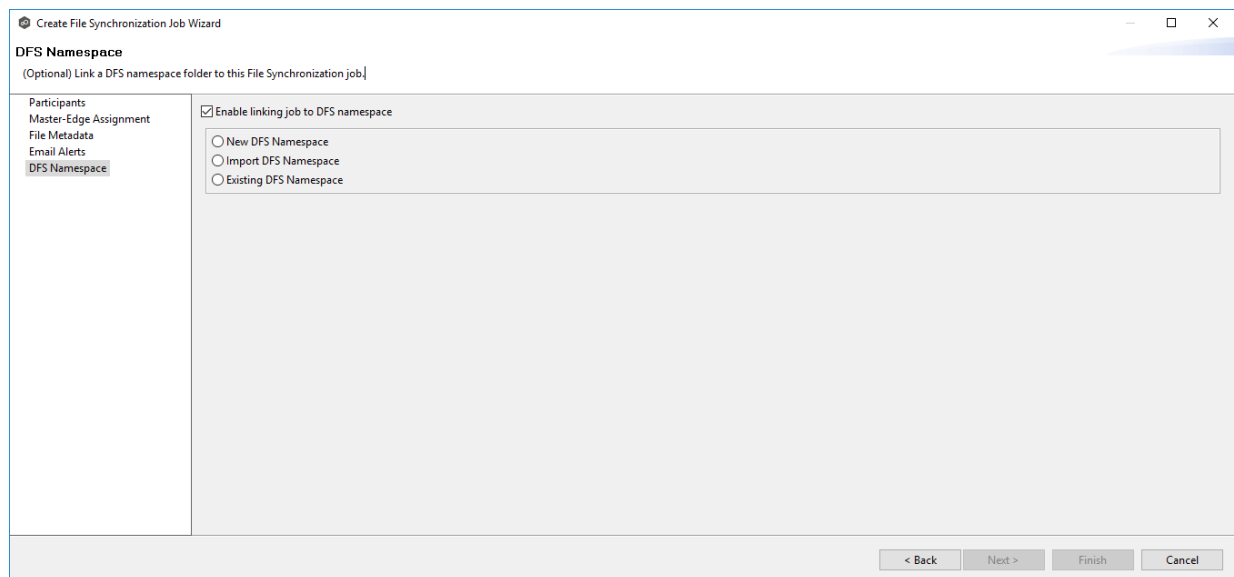 Create File Synchronization Job Wizard
DFS Namespace
(Optional) Link a DFS namespace folder to this File Synchronization job.
Participants
Master-Edge Assignment
File Metadata
Email Alerts
DFS Namespace
Enable linking job to DFS namespace
New DFS Namespace
Import DFS Namespace
Existing DFS Namespace
< Back Next > Finish Cancel